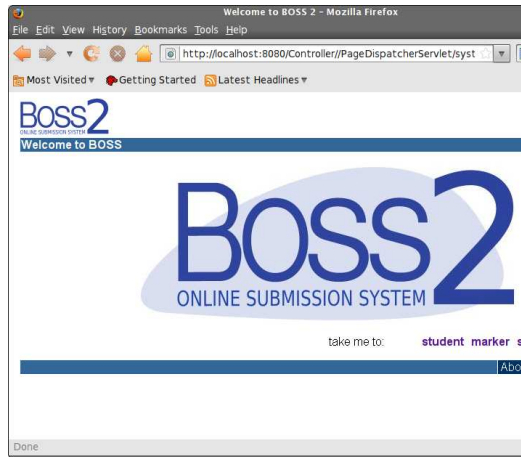 Welcome to BOSS 2 - Mozilla Firefox
File Edit View History Bookmarks Tools Help
http://localhost:8080/Controller//PageDispatcherServlet/syst
Most Visited Getting Started Latest Headlines
BOSS2
ONLINE SUBMISSION SYSTEM
Welcome to BOSS
BOSS2
ONLINE SUBMISSION SYSTEM
take me to: student marker s
Abo
Done